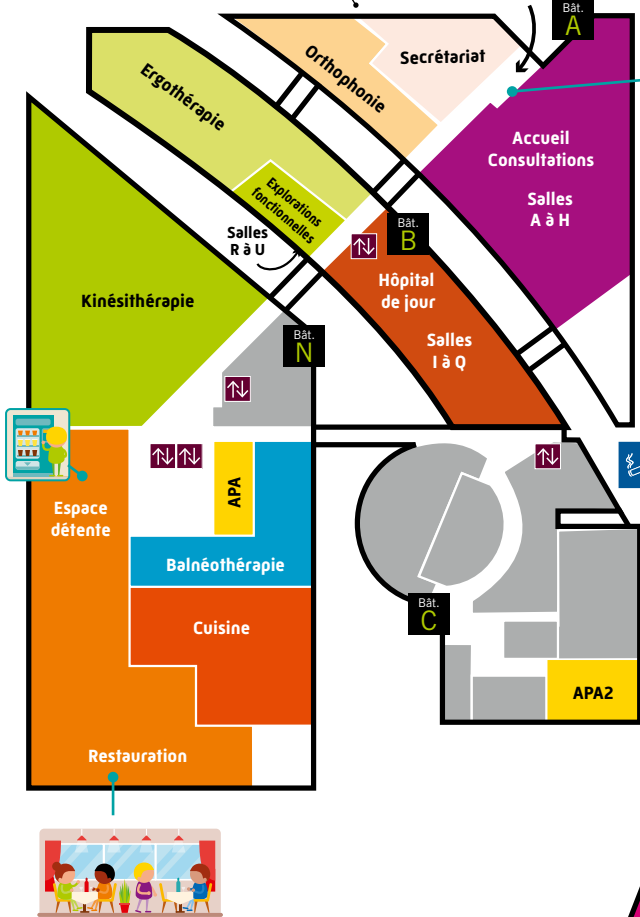 Bât.
A
Secrétariat
Orthophonie
Ergothérapie
Accueil
Consultations
Salles
A à H
Explorations
fonctionnelles
Salles
R à U
Bât.
B
Hôpital
de jour
Salles
I à Q
Kinésithérapie
Bât.
N
APA
Espace
détente
Balnéothérapie
Cuisine
Bât.
C
APA2
Restauration